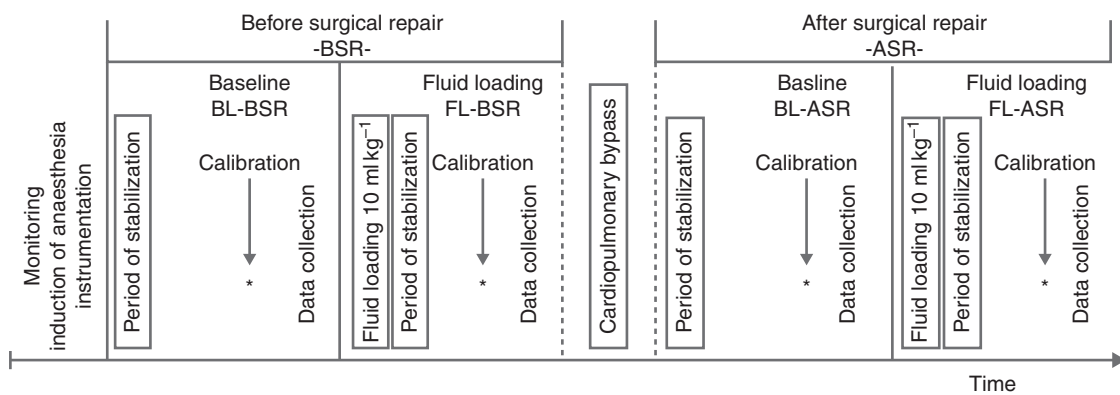 Before surgical repair
-BSR-
After surgical repair
-ASR-
Monitoring
induction of anaesthesia
instrumentation
Period of stabilization
Baseline
BL-BSR
Calibration
*
Data collection
Fluid loading 10 ml kg⁻¹
Period of stabilization
Fluid loading
FL-BSR
Calibration
*
Data collection
Cardiopulmonary bypass
Period of stabilization
Basline
BL-ASR
Calibration
*
Data collection
Fluid loading 10 ml kg⁻¹
Period of stabilization
Fluid loading
FL-ASR
Calibration
*
Data collection
Time